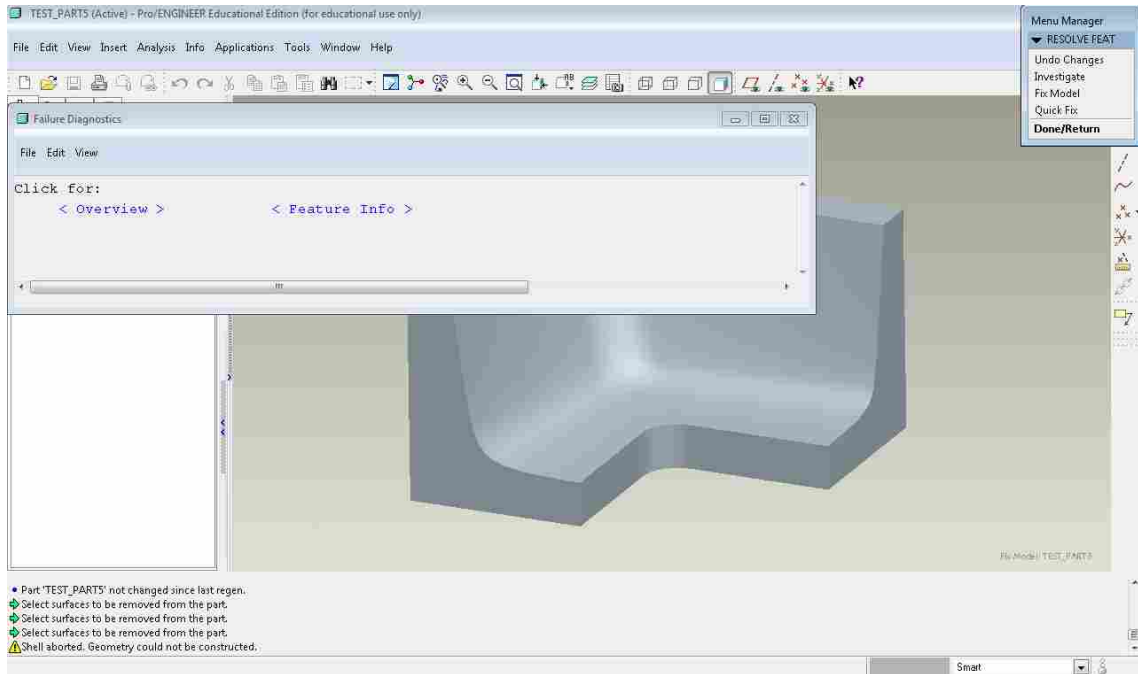 TEST_PART5 (Active) - Pro/ENGINEER Educational Edition (for educational use only)
File Edit View Insert Analysis Info Applications Tools Window Help
Menu Manager
RESOLVE FEAT
Undo Changes
Investigate
Fix Model
Quick Fix
Done/Return
Failure Diagnostics
File Edit View
Click for:
< Overview > < Feature Info >
Fix Model: TEST_PART5
Part 'TEST_PART5' not changed since last regen.
Select surfaces to be removed from the part.
Select surfaces to be removed from the part.
Select surfaces to be removed from the part.
Shell aborted. Geometry could not be constructed.
Smart